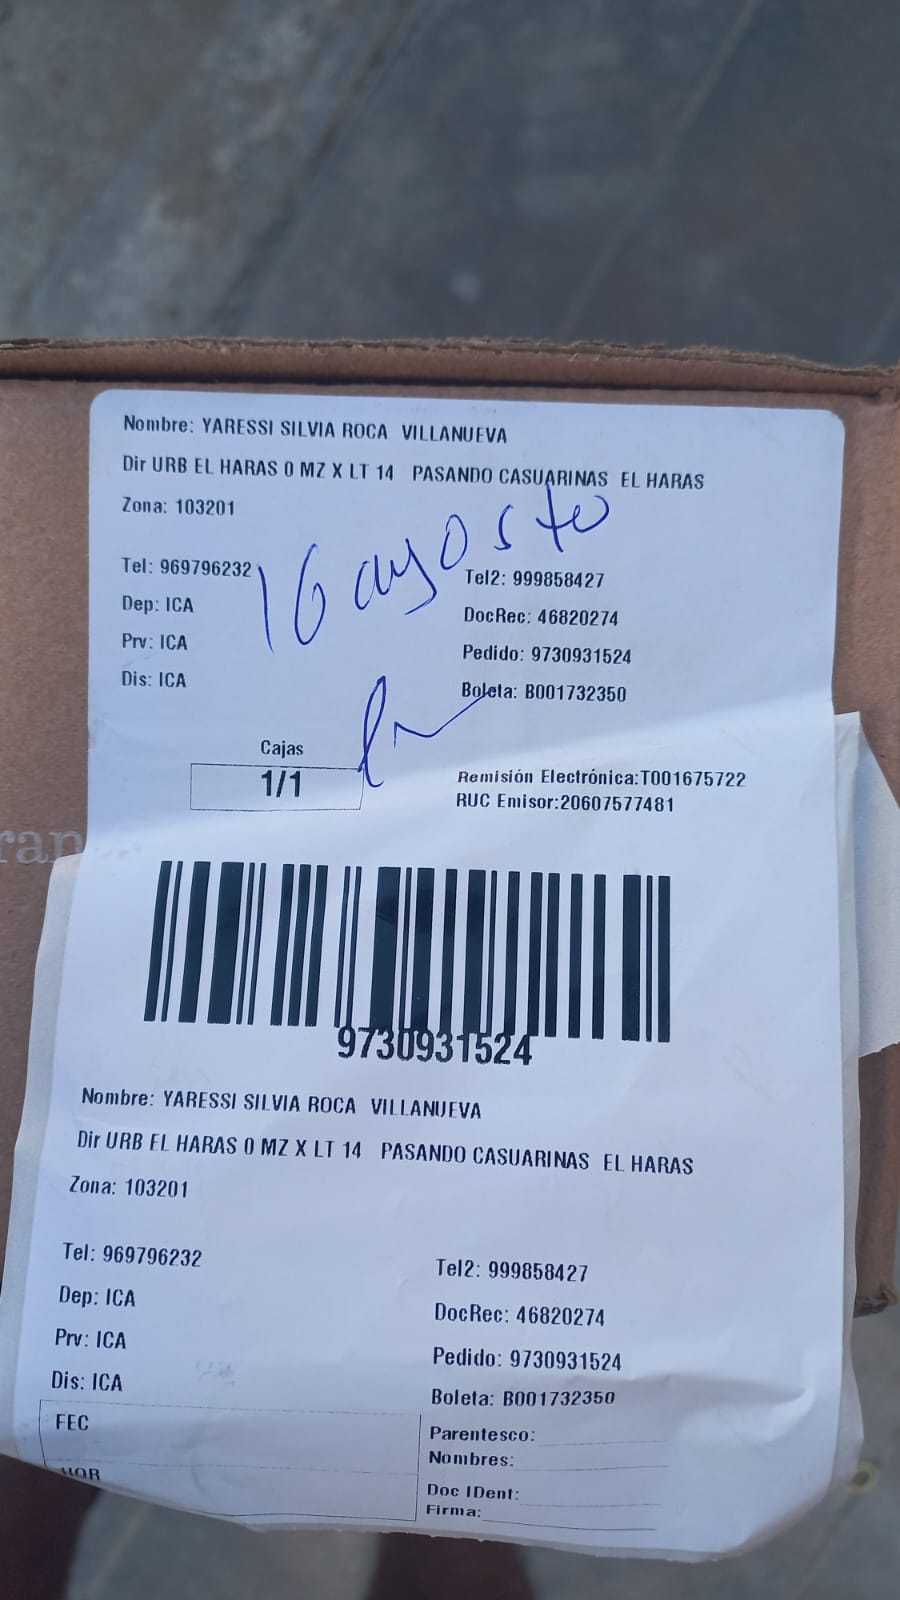 Nombre: YARESSI SILVIA ROCA VILLANUEVA
Dir URB EL HARAS 0 MZ X LT 14 PASANDO CASUARINAS EL HARAS
Zona: 103201
16 agosto
Tel: 969796232 Tel2: 999858427
Dep: ICA DocRec: 46820274
Prv: ICA Pedido: 9730931524
Dis: ICA Boleta: B001732350
Cajas
1/1
Remisión Electrónica:T001675722
RUC Emisor:20607577481
9730931524
Nombre: YARESSI SILVIA ROCA VILLANUEVA
Dir URB EL HARAS 0 MZ X LT 14 PASANDO CASUARINAS EL HARAS
Zona: 103201
Tel: 969796232 Tel2: 999858427
Dep: ICA DocRec: 46820274
Prv: ICA Pedido: 9730931524
Dis: ICA Boleta: B001732350
FEC Parentesco:
Nombres:
HOR Doc IDent:
Firma: